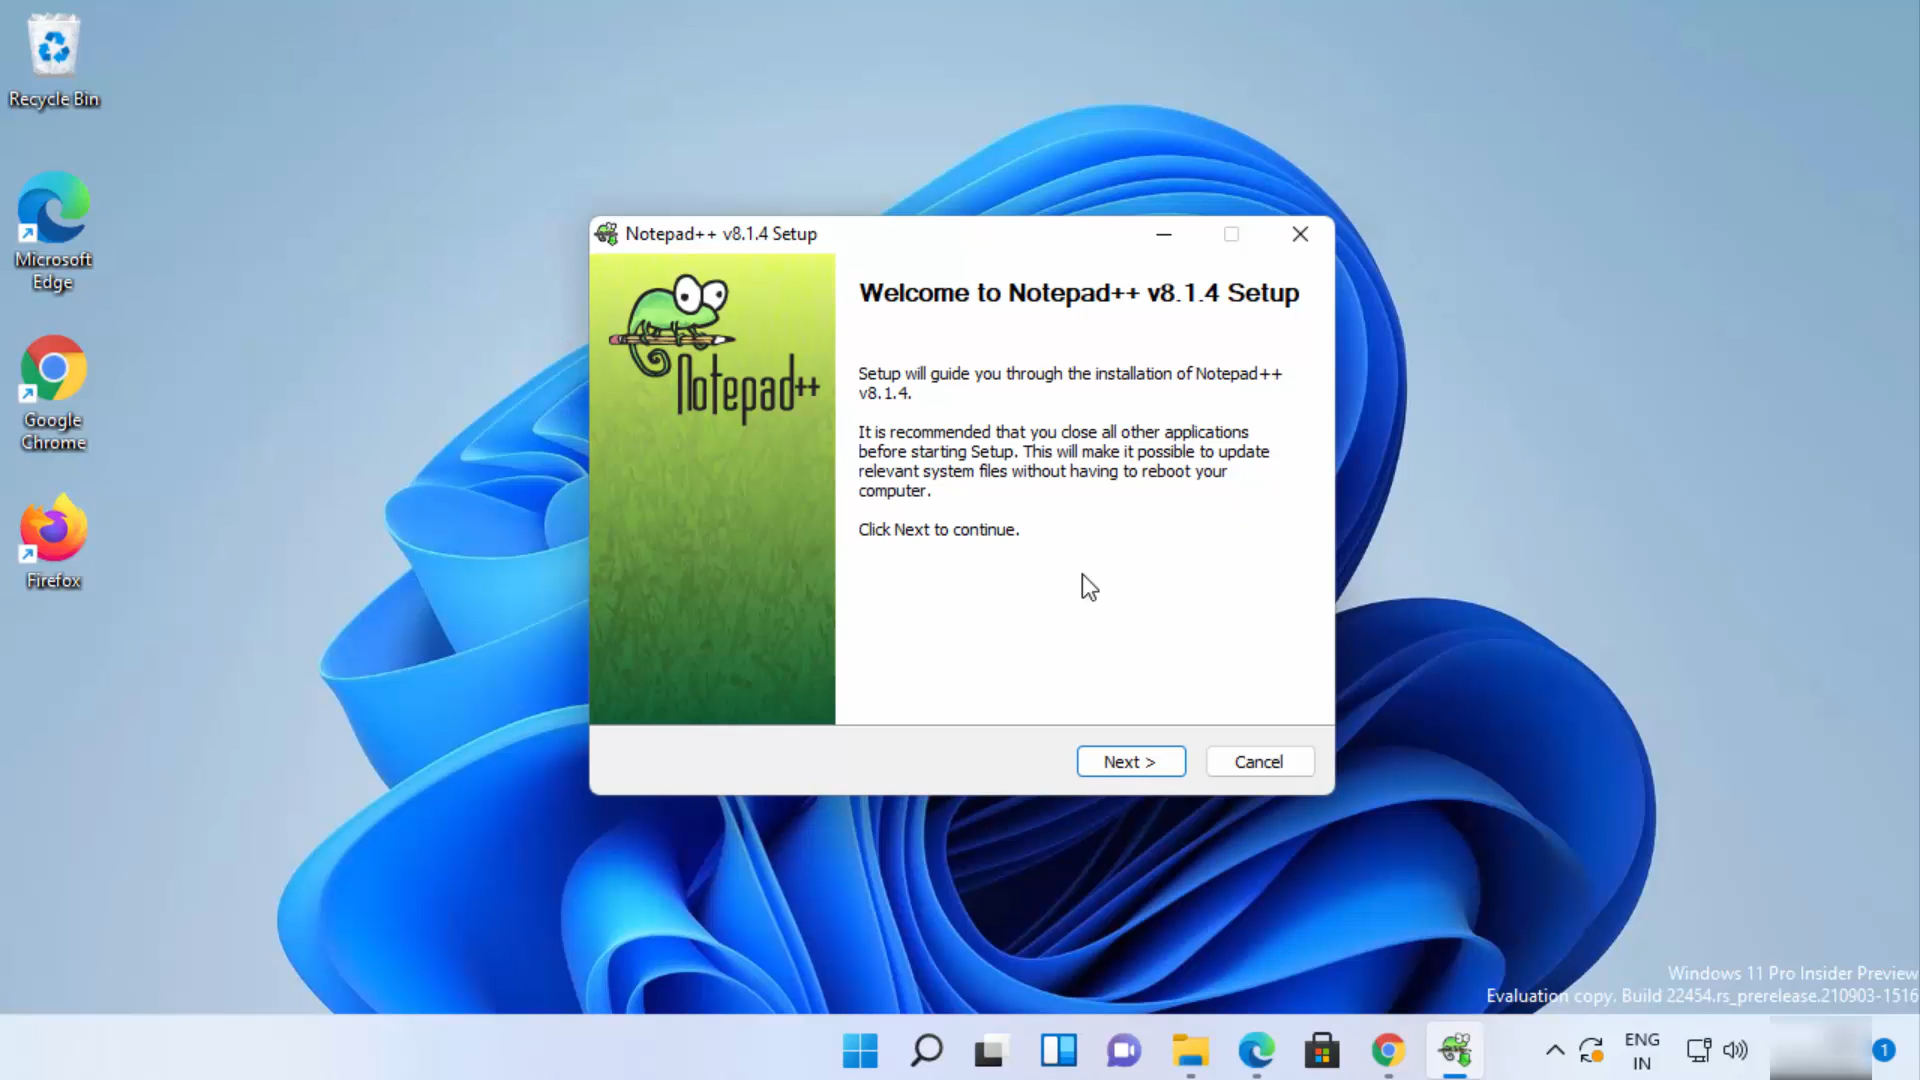 Recycle Bin
Microsoft
Edge
Google
Chrome
Firefox
Notepad++ v8.1.4 Setup
Notepad++
Welcome to Notepad++ v8.1.4 Setup
Setup will guide you through the installation of Notepad++
v8.1.4.
It is recommended that you close all other applications
before starting Setup. This will make it possible to update
relevant system files without having to reboot your
computer.
Click Next to continue.
Next >
Cancel
Windows 11 Pro Insider Preview
Evaluation copy. Build 22454.rs_prerelease.210903-1516
ENG
IN
1